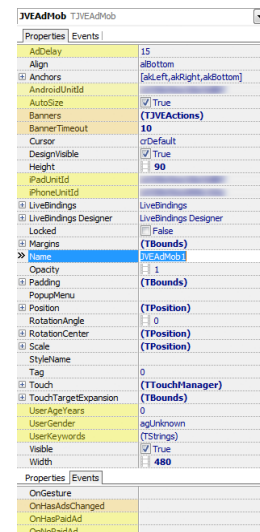 JVEAdMob TJVEAdMob
Properties Events
AdDelay 15
Align alBottom
Anchors [akLeft,akRight,akBottom]
AndroidUnitId
AutoSize True
Banners (TJVEActions)
BannerTimeout 10
Cursor crDefault
DesignVisible True
Height 90
iPadUnitId
iPhoneUnitId
LiveBindings LiveBindings
LiveBindings Designer LiveBindings Designer
Locked False
Margins (TBounds)
Name JVEAdMob1
Opacity 1
Padding (TBounds)
PopupMenu
Position (TPosition)
RotationAngle 0
RotationCenter (TPosition)
Scale (TPosition)
StyleName
Tag 0
Touch (TTouchManager)
TouchTargetExpansion (TBounds)
UserAgeYears 0
UserGender agUnknown
UserKeywords (TStrings)
Visible True
Width 480
Properties Events
OnGesture
OnHasAdsChanged
OnHasPaidAd
OnNoPaidAd